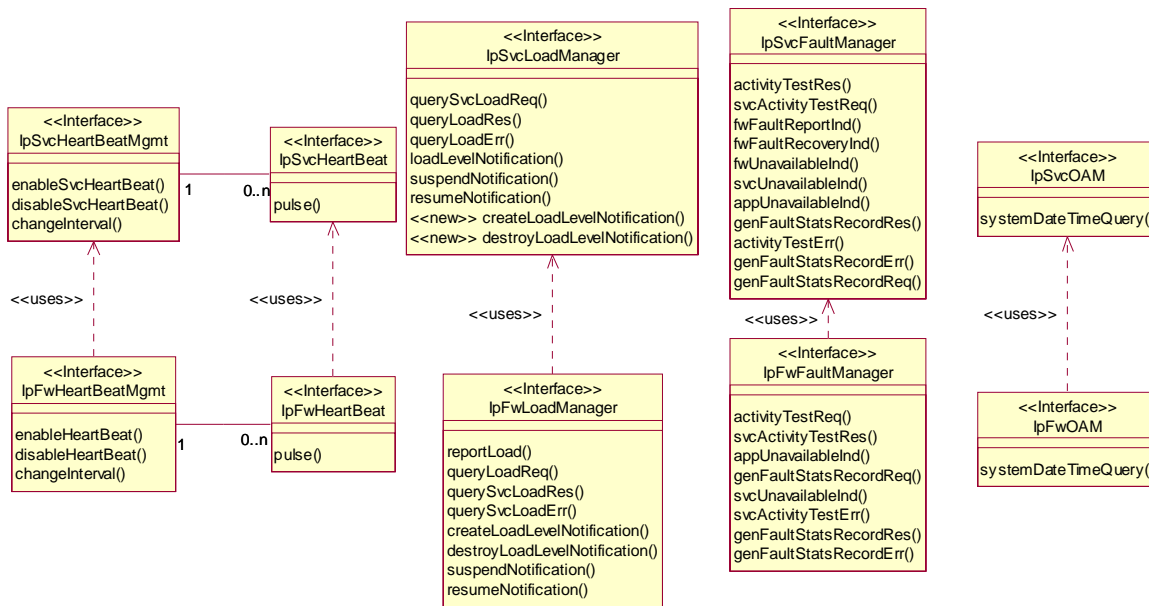 <<Interface>>
IpSvcHeartBeatMgmt
enableSvcHeartBeat()
disableSvcHeartBeat()
changeInterval()
1
0..n
<<Interface>>
IpSvcHeartBeat
pulse()
<<Interface>>
IpSvcLoadManager
querySvcLoadReq()
queryLoadRes()
queryLoadErr()
loadLevelNotification()
suspendNotification()
resumeNotification()
<<new>> createLoadLevelNotification()
<<new>> destroyLoadLevelNotification()
<<Interface>>
IpSvcFaultManager
activityTestRes()
svcActivityTestReq()
fwFaultReportInd()
fwFaultRecoveryInd()
fwUnavailableInd()
svcUnavailableInd()
appUnavailableInd()
genFaultStatsRecordRes()
activityTestErr()
genFaultStatsRecordErr()
genFaultStatsRecordReq()
<<Interface>>
IpSvcOAM
systemDateTimeQuery(
<<uses>>
<<uses>>
<<uses>>
<<uses>>
<<uses>>
<<Interface>>
IpFwHeartBeatMgmt
enableHeartBeat()
disableHeartBeat()
changeInterval()
1
0..n
<<Interface>>
IpFwHeartBeat
pulse()
<<Interface>>
IpFwLoadManager
reportLoad()
queryLoadReq()
querySvcLoadRes()
querySvcLoadErr()
createLoadLevelNotification()
destroyLoadLevelNotification()
suspendNotification()
resumeNotification()
<<Interface>>
IpFwFaultManager
activityTestReq()
svcActivityTestRes()
appUnavailableInd()
genFaultStatsRecordReq()
svcUnavailableInd()
svcActivityTestErr()
genFaultStatsRecordRes()
genFaultStatsRecordErr()
<<Interface>>
IpFwOAM
systemDateTimeQuery(